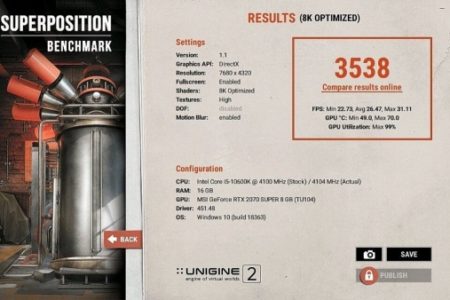 SUPERPOSITION
BENCHMARK
RESULTS (8K OPTIMIZED)
Settings
Version: 1.1
Graphics API: DirectX
Resolution: 7680 x 4320
Fullscreen: Enabled
Shaders: 8K Optimized
Textures: High
DOF: disabled
Motion Blur: enabled
3538
Compare results online
FPS: Min 22.73, Avg 26.47, Max 31.11
GPU °C: Min 49.0, Max 70.0
GPU Utilization: Max 99%
Configuration
CPU: Intel Core i5-10600K @ 4100 MHz (Stock) / 4104 MHz (Actual)
RAM: 16 GB
GPU: MSI GeForce RTX 2070 SUPER 8 GB (TU104)
Driver: 451.48
OS: Windows 10 (build 18363)
BACK
UNIGINE 2
engine of virtual worlds
SAVE
PUBLISH